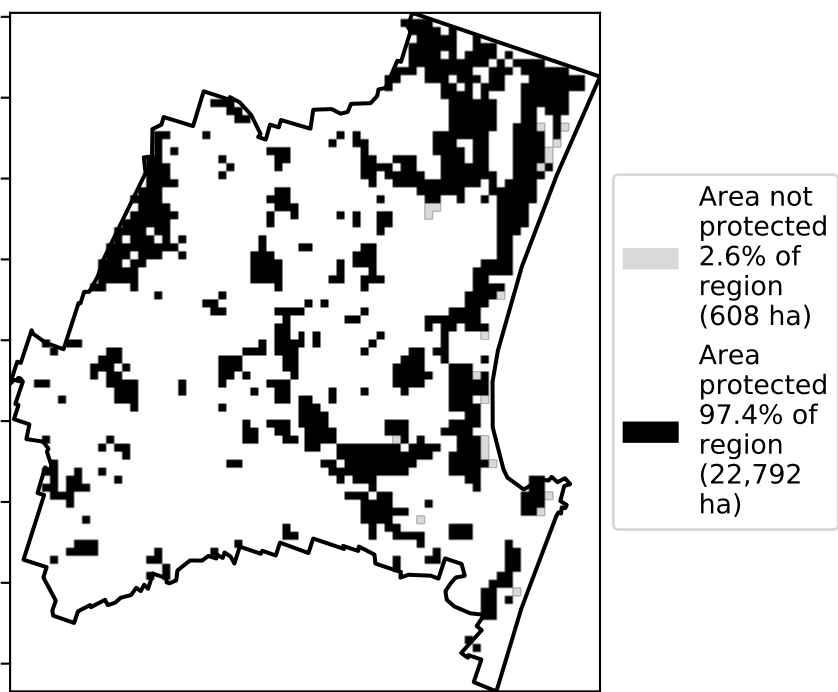 Area not
protected
2.6% of
region
(608 ha)
Area
protected
97.4% of
region
(22,792
ha)